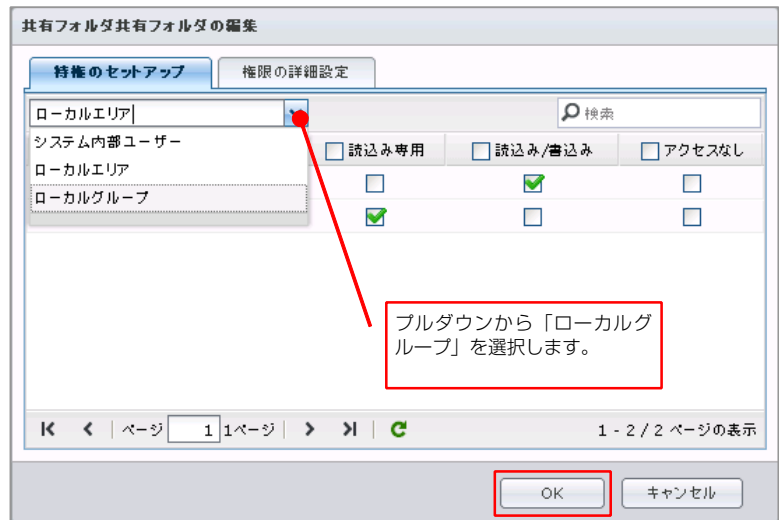 共有フォルダ共有フォルダの編集
特権のセットアップ 権限の詳細設定
ローカルエリア 検索
システム内部ユーザー
ローカルエリア
ローカルグループ
読込み専用 読込み/書込み アクセスなし
プルダウンから「ローカルグ
ループ」を選択します。
ページ 1 1ページ 1 - 2 / 2 ページの表示
OK キャンセル